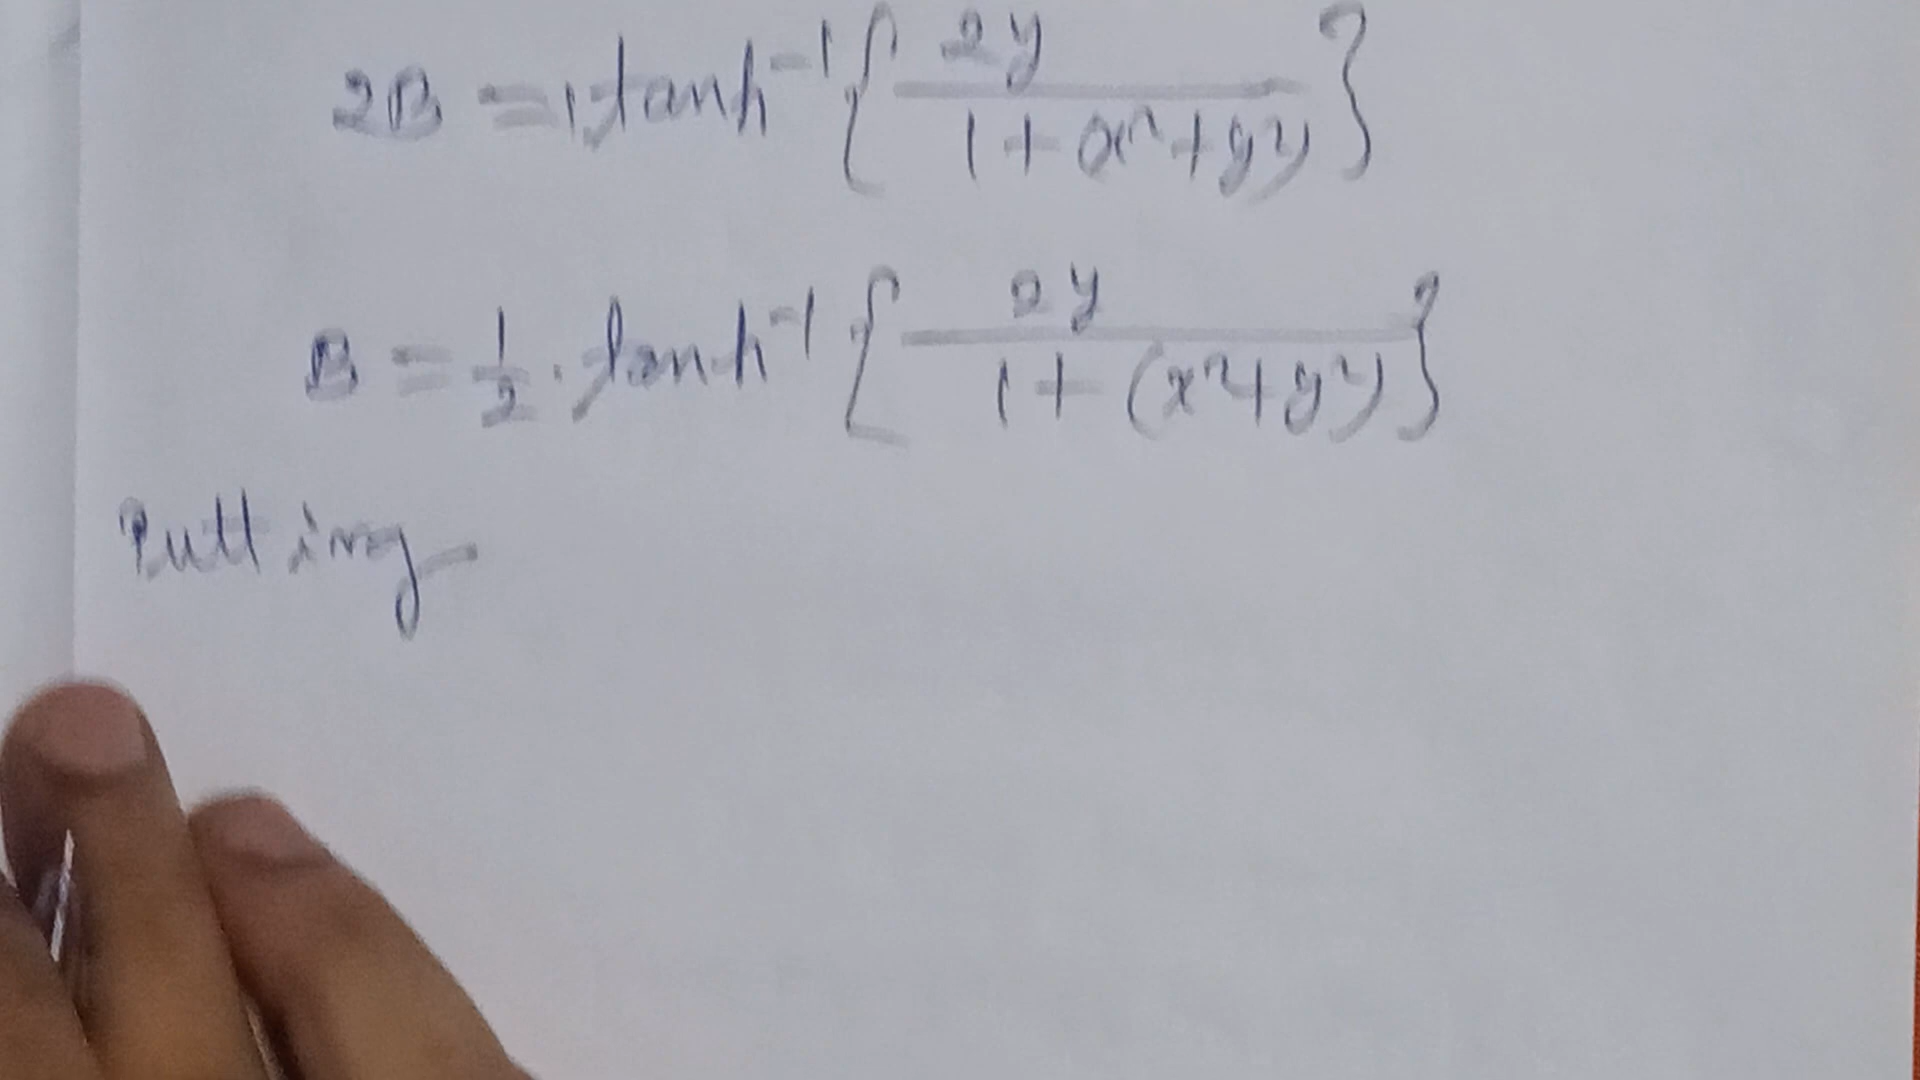 2B = tanh⁻¹ { 2y / 1 + (x²+y²) }
B = 1/2 . tanh⁻¹ { 2y / 1 + (x²+y²) }
Putting